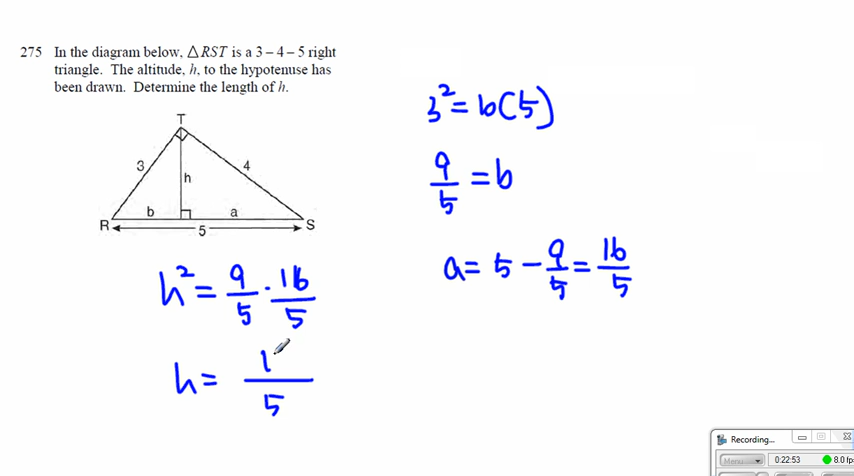 275 In the diagram below, △RST is a 3 – 4 – 5 right
triangle. The altitude, h, to the hypotenuse has
been drawn. Determine the length of h.
T
3
4
h
b
a
R
S
5
h² = 9/5 · 16/5
h = 1 /5
3² = b(5)
9/5 = b
a = 5 – 9/5 = 16/5
Recording...
Menu
0:22:53
8.0 fp